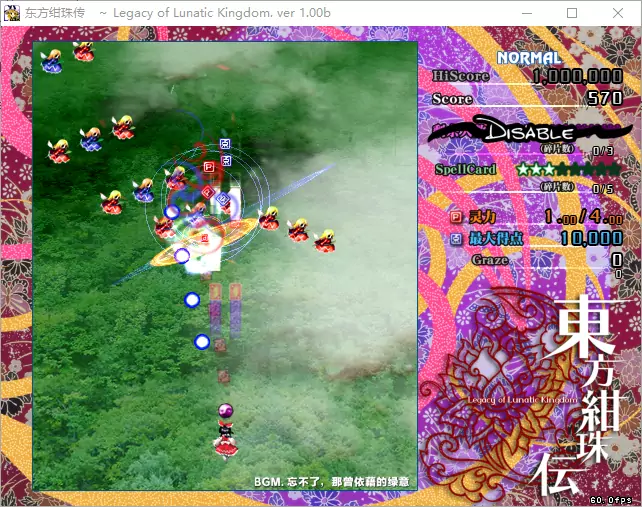 东方绀珠传 ~ Legacy of Lunatic Kingdom. ver 1.00b
NORMAL
HiScore 1,000,000
Score 570
DISABLE
(碎片数) 0/3
SpellCard
(碎片数) 0/5
灵力 1.00/4.00
最大得点 10,000
Graze 0
0
東方紺珠伝
Legacy of Lunatic Kingdom
BGM. 忘不了，那曾依藉的绿意
60.0fps